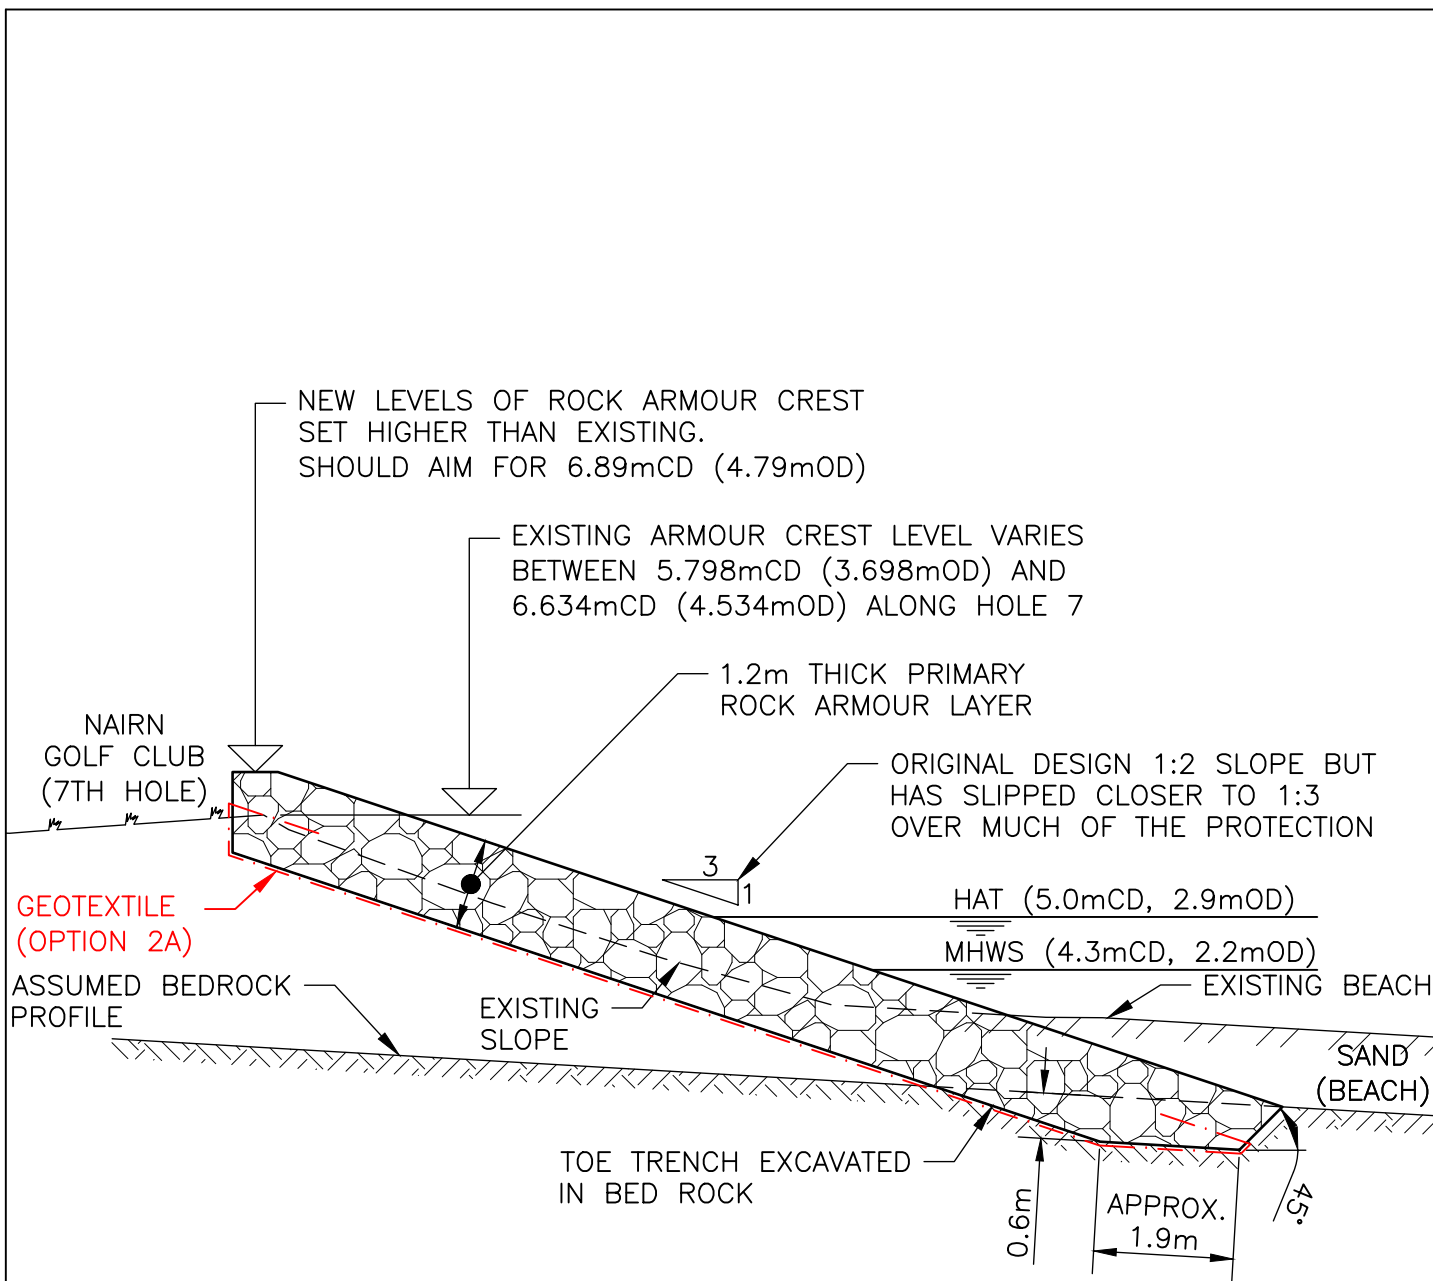 NEW LEVELS OF ROCK ARMOUR CREST
SET HIGHER THAN EXISTING.
SHOULD AIM FOR 6.89mCD (4.79mOD)
EXISTING ARMOUR CREST LEVEL VARIES
BETWEEN 5.798mCD (3.698mOD) AND
6.634mCD (4.534mOD) ALONG HOLE 7
1.2m THICK PRIMARY
ROCK ARMOUR LAYER
NAIRN
GOLF CLUB
(7TH HOLE)
ORIGINAL DESIGN 1:2 SLOPE BUT
HAS SLIPPED CLOSER TO 1:3
OVER MUCH OF THE PROTECTION
3
1
HAT (5.0mCD, 2.9mOD)
MHWS (4.3mCD, 2.2mOD)
GEOTEXTILE
(OPTION 2A)
ASSUMED BEDROCK
PROFILE
EXISTING
SLOPE
EXISTING BEACH
SAND
(BEACH)
TOE TRENCH EXCAVATED
IN BED ROCK
0.6m
APPROX.
1.9m
45°